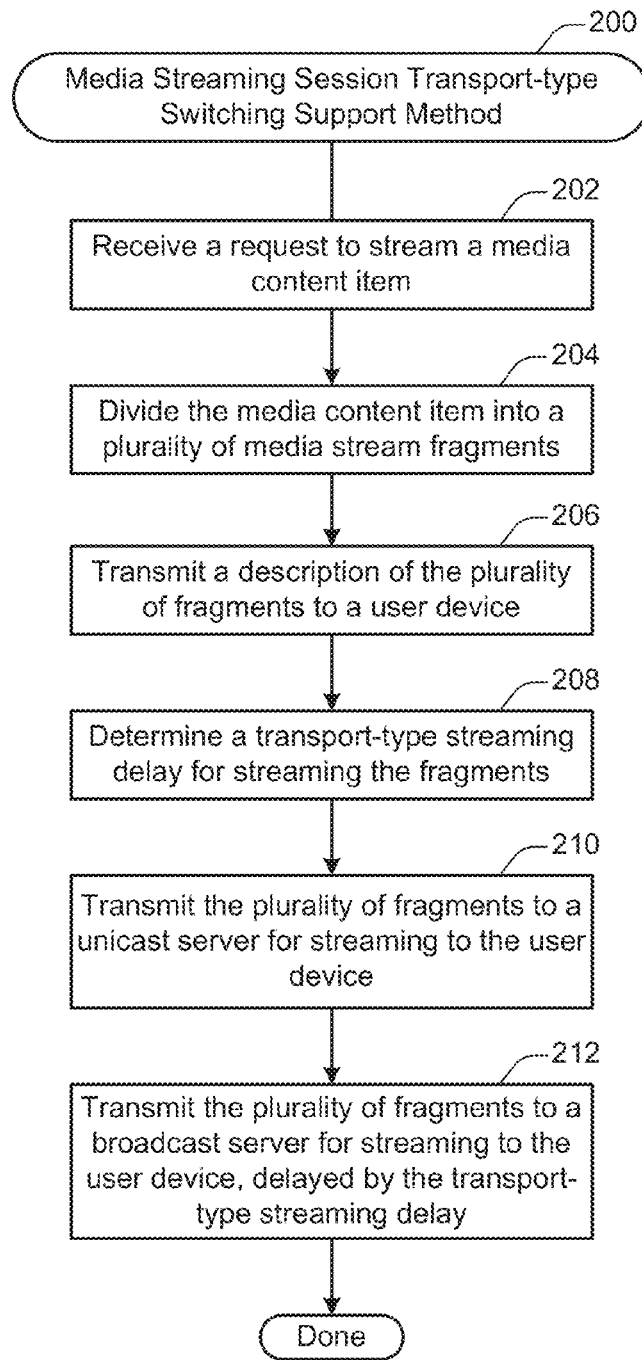 200
Media Streaming Session Transport-type
Switching Support Method
202
Receive a request to stream a media
content item
204
Divide the media content item into a
plurality of media stream fragments
206
Transmit a description of the plurality
of fragments to a user device
208
Determine a transport-type streaming
delay for streaming the fragments
210
Transmit the plurality of fragments to a
unicast server for streaming to the user
device
212
Transmit the plurality of fragments to a
broadcast server for streaming to the
user device, delayed by the transport-
type streaming delay
Done